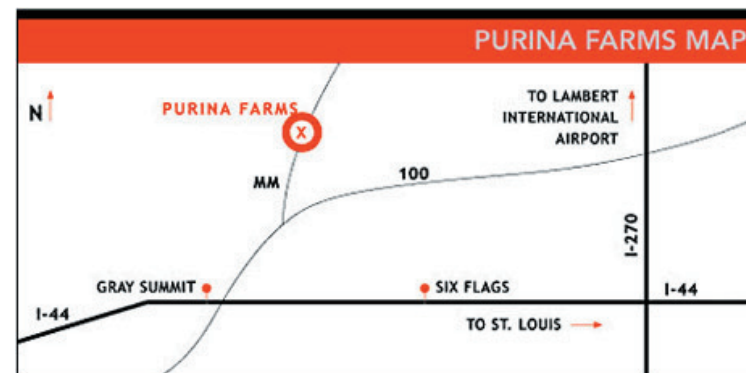 PURINA FARMS MAP
N
PURINA FARMS
X
TO LAMBERT
INTERNATIONAL
AIRPORT
MM
100
I-270
GRAY SUMMIT
SIX FLAGS
I-44
I-44
TO ST. LOUIS